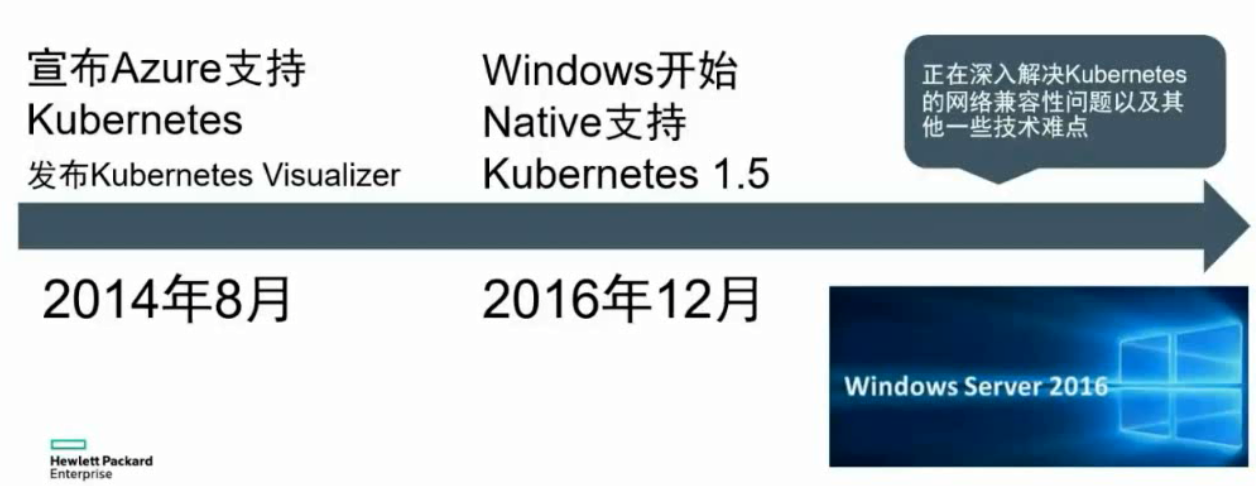 宣布Azure支持
Kubernetes
发布Kubernetes Visualizer
Windows开始
Native支持
Kubernetes 1.5
正在深入解决Kubernetes
的网络兼容性问题以及其
他一些技术难点
2014年8月
2016年12月
Windows Server 2016
Hewlett Packard
Enterprise